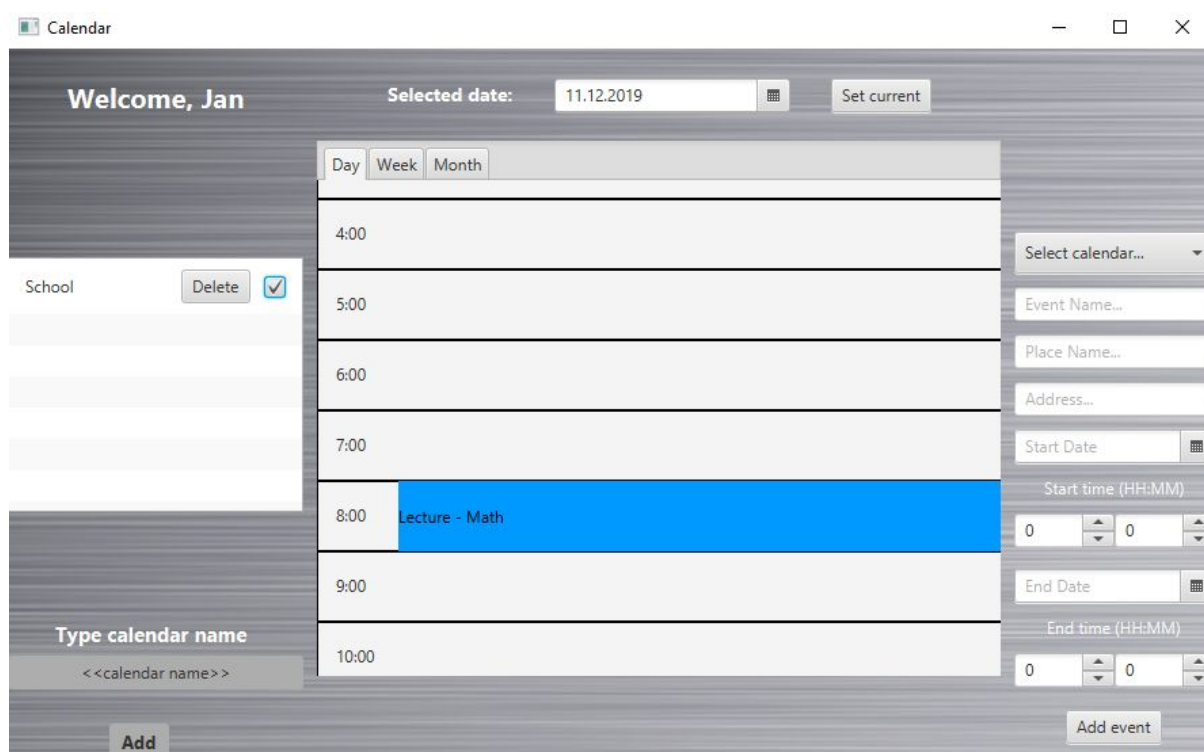 Calendar
Welcome, Jan
Selected date:
11.12.2019
Set current
Day Week Month
School
Delete
4:00
5:00
6:00
7:00
8:00 Lecture - Math
9:00
10:00
Type calendar name
<<calendar name>>
Add
Select calendar...
Event Name...
Place Name...
Address...
Start Date
Start time (HH:MM)
0 0
End Date
End time (HH:MM)
0 0
Add event